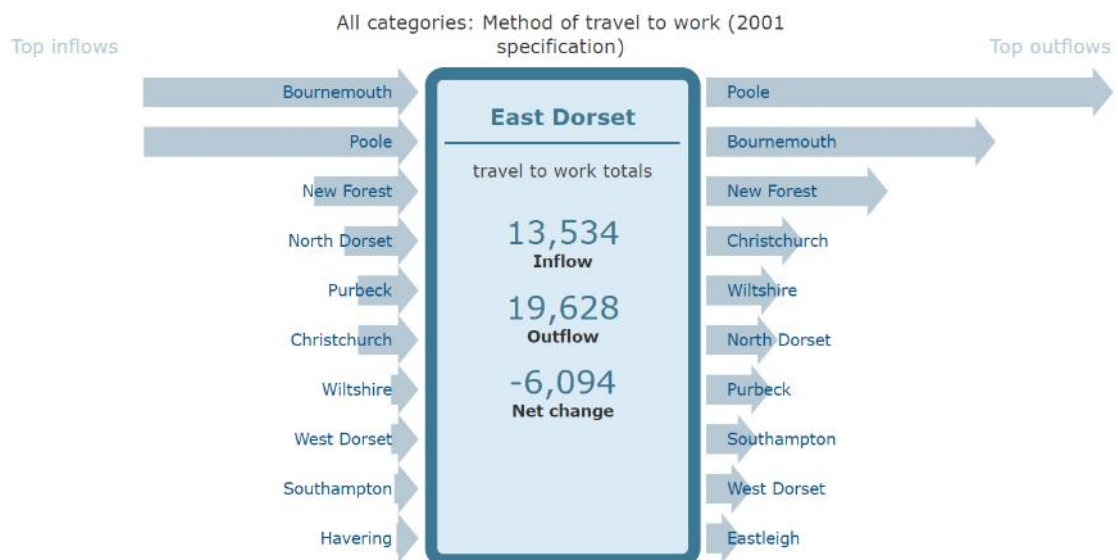 All categories: Method of travel to work (2001
specification)
Top inflows
Top outflows
Bournemouth
Poole
New Forest
North Dorset
Purbeck
Christchurch
Wiltshire
West Dorset
Southampton
Havering
East Dorset
travel to work totals
13,534
Inflow
19,628
Outflow
-6,094
Net change
Poole
Bournemouth
New Forest
Christchurch
Wiltshire
North Dorset
Purbeck
Southampton
West Dorset
Eastleigh